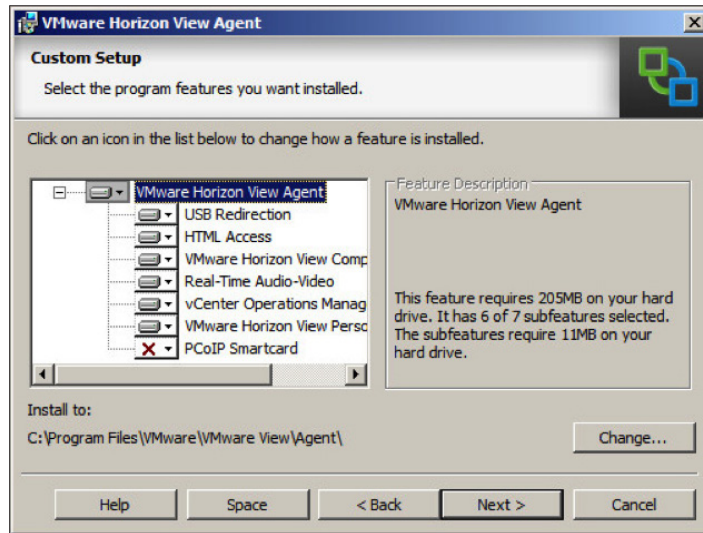 VMware Horizon View Agent
Custom Setup
Select the program features you want installed.
Click on an icon in the list below to change how a feature is installed.
VMware Horizon View Agent
USB Redirection
HTML Access
VMware Horizon View Comp
Real-Time Audio-Video
vCenter Operations Manag
VMware Horizon View Perso
PCoIP Smartcard
Feature Description
VMware Horizon View Agent
This feature requires 205MB on your hard
drive. It has 6 of 7 subfeatures selected.
The subfeatures require 11MB on your
hard drive.
Install to:
C:\Program Files\VMware\VMware View\Agent\
Change...
Help
Space
< Back
Next >
Cancel